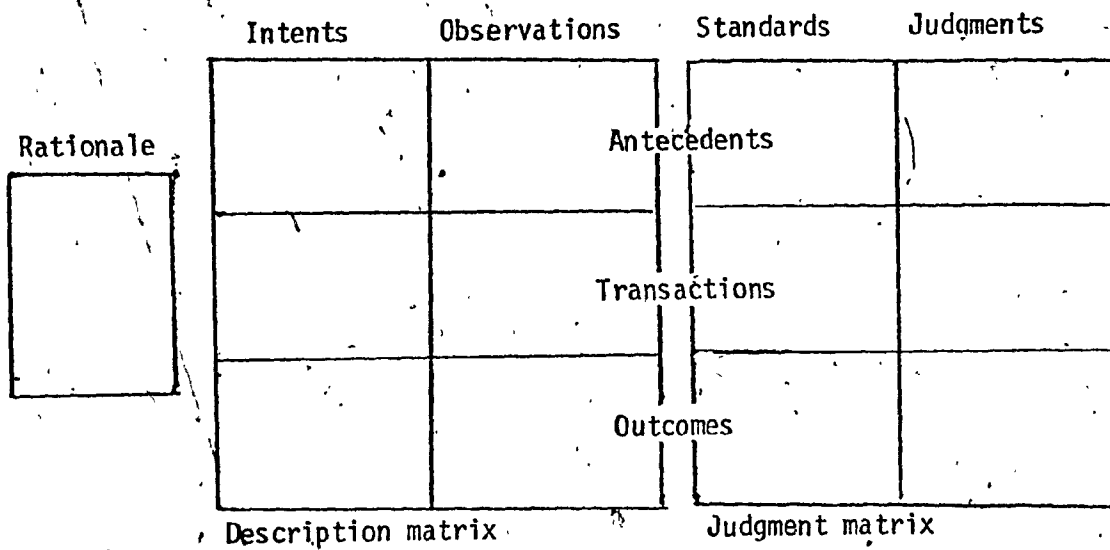 Intents Observations Standards Judgments
Rationale
Antecedents
Transactions
Outcomes
Description matrix Judgment matrix